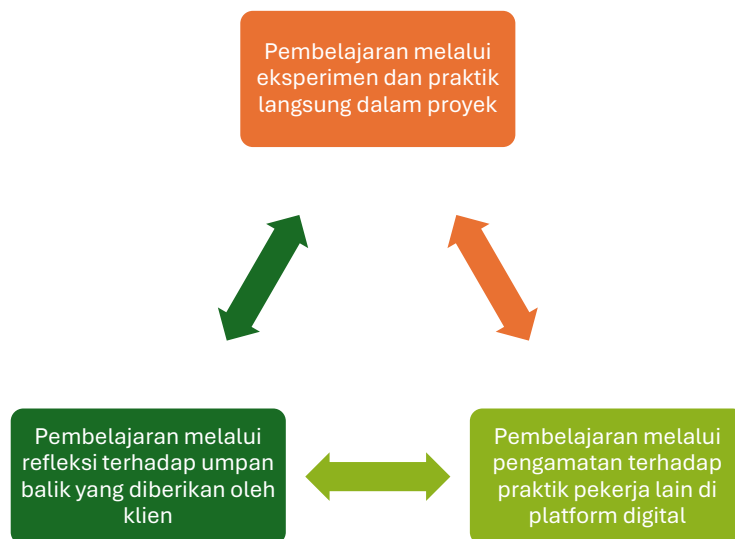 Pembelajaran melalui
eksperimen dan praktik
langsung dalam proyek
Pembelajaran melalui
refleksi terhadap umpan
balik yang diberikan oleh
klien
Pembelajaran melalui
pengamatan terhadap
praktik pekerja lain di
platform digital